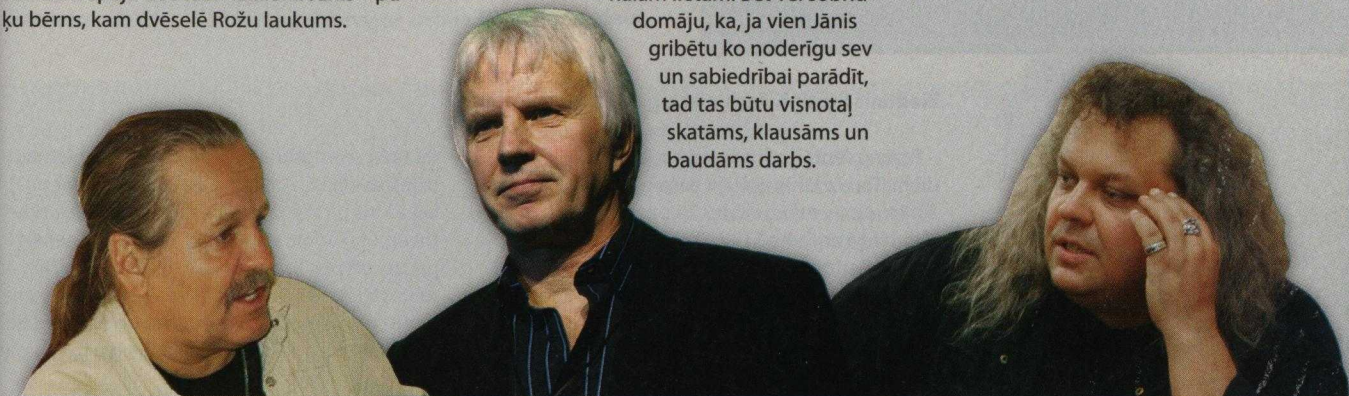 ķu bērns, kam dvēselē Rožu laukums.
domāju, ka, ja vien Jānis
gribētu ko noderīgu sev
un sabiedrībai parādīt,
tad tas būtu visnotaļ
skatāms, klausāms un
baudāms darbs.